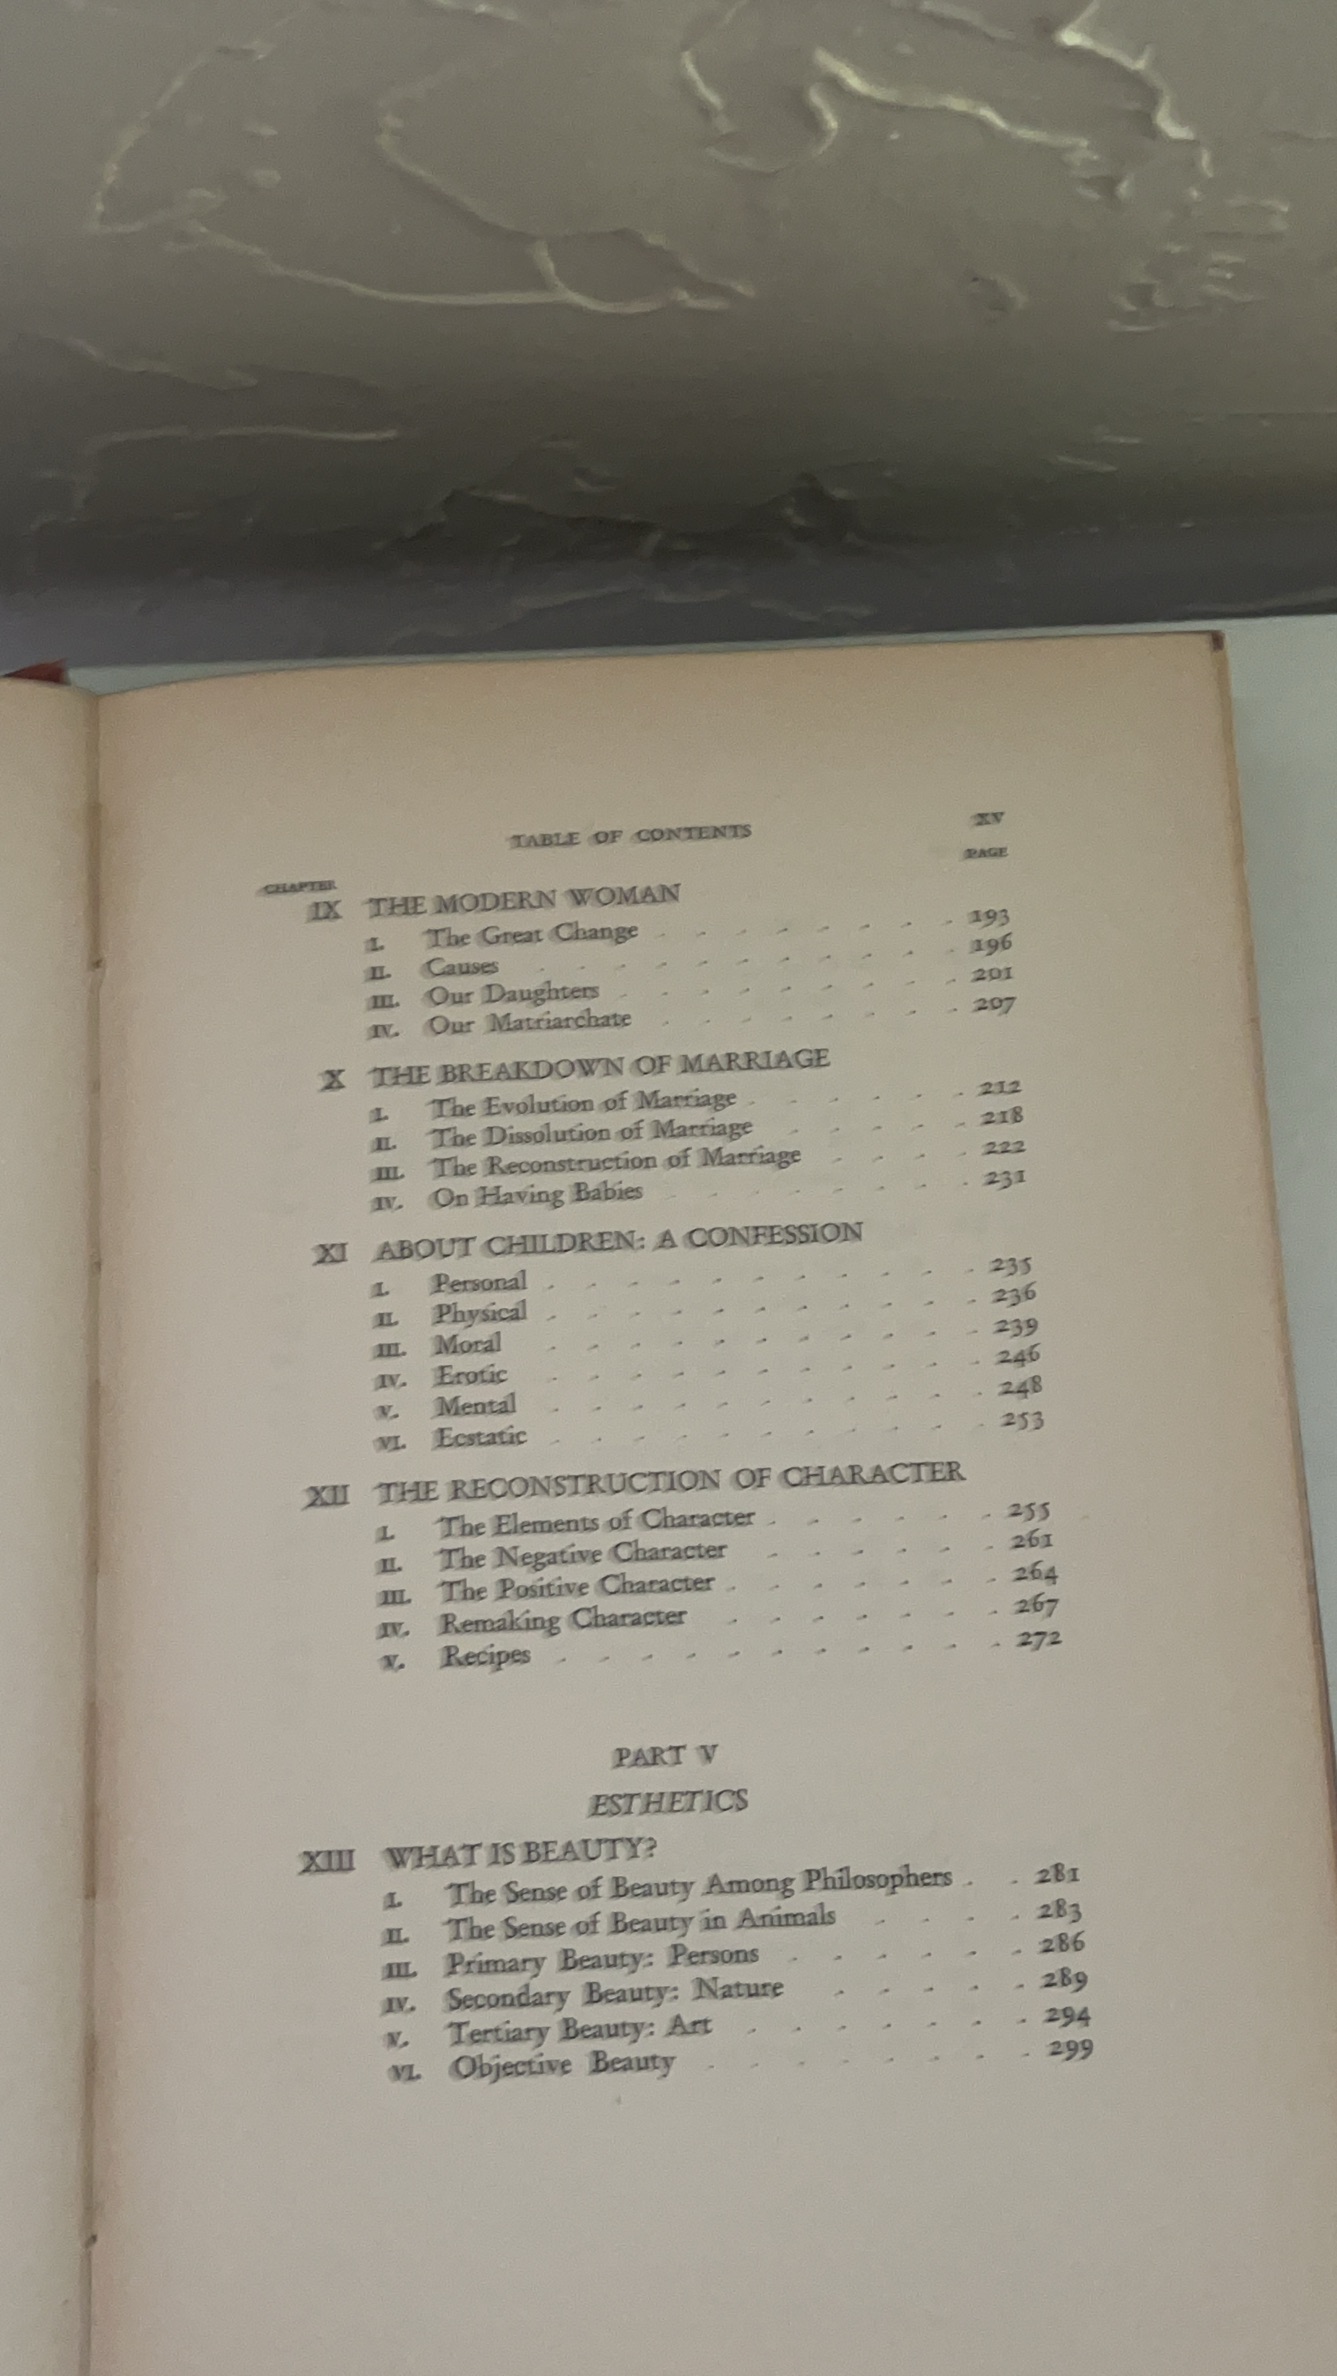 TABLE OF CONTENTS XV
CHAPTER PAGE
IX THE MODERN WOMAN
I. The Great Change . . . . . . . . 193
II. Causes . . . . . . . . . . . 196
III. Our Daughters . . . . . . . . . 201
IV. Our Matriarchate . . . . . . . . 207
X THE BREAKDOWN OF MARRIAGE
I. The Evolution of Marriage . . . . . . 212
II. The Dissolution of Marriage . . . . . 218
III. The Reconstruction of Marriage . . . . 222
IV. On Having Babies . . . . . . . . 231
XI ABOUT CHILDREN: A CONFESSION
I. Personal . . . . . . . . . . . 235
II. Physical . . . . . . . . . . . 236
III. Moral . . . . . . . . . . . 239
IV. Erotic . . . . . . . . . . . 246
V. Mental . . . . . . . . . . . 248
VI. Ecstatic . . . . . . . . . . . 253
XII THE RECONSTRUCTION OF CHARACTER
I. The Elements of Character . . . . . . 255
II. The Negative Character . . . . . . 261
III. The Positive Character . . . . . . . 264
IV. Remaking Character . . . . . . . 267
V. Recipes . . . . . . . . . . . 272
PART V
ESTHETICS
XIII WHAT IS BEAUTY?
I. The Sense of Beauty Among Philosophers . . 281
II. The Sense of Beauty in Animals . . . . 283
III. Primary Beauty: Persons . . . . . . 286
IV. Secondary Beauty: Nature . . . . . 289
V. Tertiary Beauty: Art . . . . . . . 294
VI. Objective Beauty . . . . . . . . 299